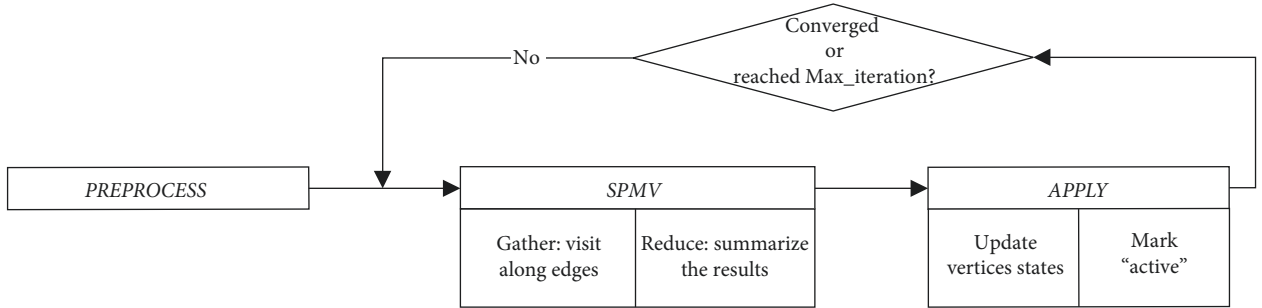 Converged
or
reached Max_iteration?
No
PREPROCESS
SPMV
APPLY
Gather: visit
along edges
Reduce: summarize
the results
Update
vertices states
Mark
“active”